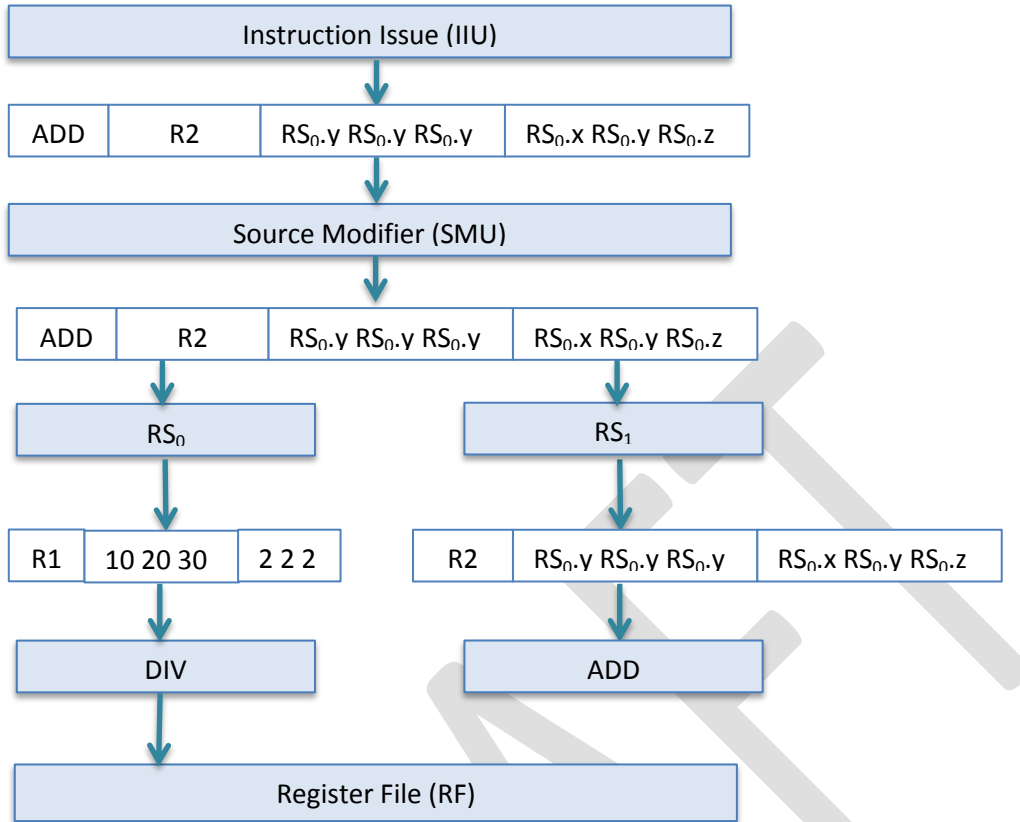 Instruction Issue (IIU)
ADD R2 RS₀.y RS₀.y RS₀.y RS₀.x RS₀.y RS₀.z
Source Modifier (SMU)
ADD R2 RS₀.y RS₀.y RS₀.y RS₀.x RS₀.y RS₀.z
RS₀ RS₁
R1 10 20 30 2 2 2 R2 RS₀.y RS₀.y RS₀.y RS₀.x RS₀.y RS₀.z
DIV ADD
Register File (RF)